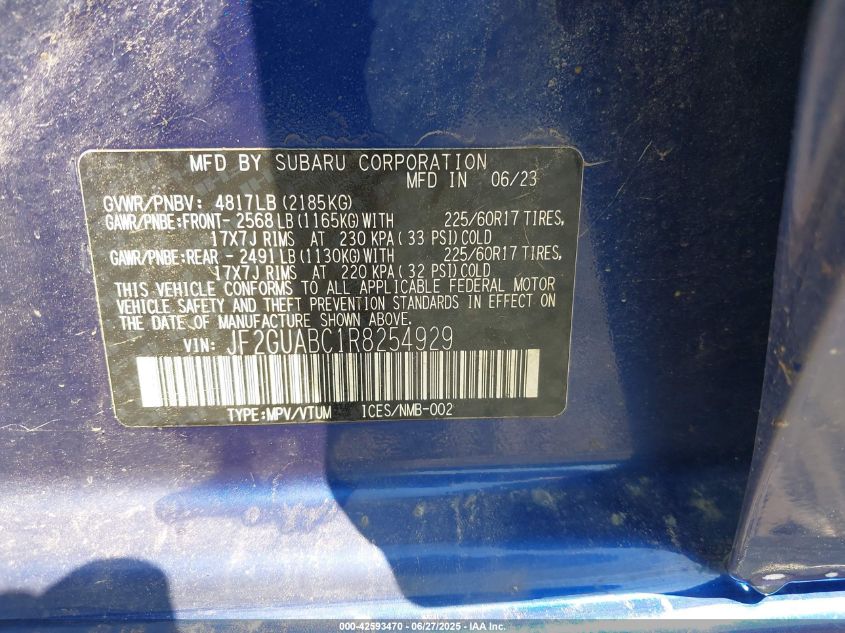 MFD BY SUBARU CORPORATION
MFD IN 06/23
GVWR/PNBV: 4817LB (2185KG)
GAWR/PNBE:FRONT- 2568LB (1165KG) WITH 225/60R17 TIRES,
17X7J RIMS AT 230 KPA (33 PSI) COLD
GAWR/PNBE:REAR - 2491LB (1130KG) WITH 225/60R17 TIRES,
17X7J RIMS AT 220 KPA (32 PSI) COLD
THIS VEHICLE CONFORMS TO ALL APPLICABLE FEDERAL MOTOR
VEHICLE SAFETY AND THEFT PREVENTION STANDARDS IN EFFECT ON
THE DATE OF MANUFACTURE SHOWN ABOVE.
VIN: JF2GUABC1R8254929
TYPE:MPV/VTUM ICES/NMB-002
000-42593470 - 06/27/2025 - IAA Inc.